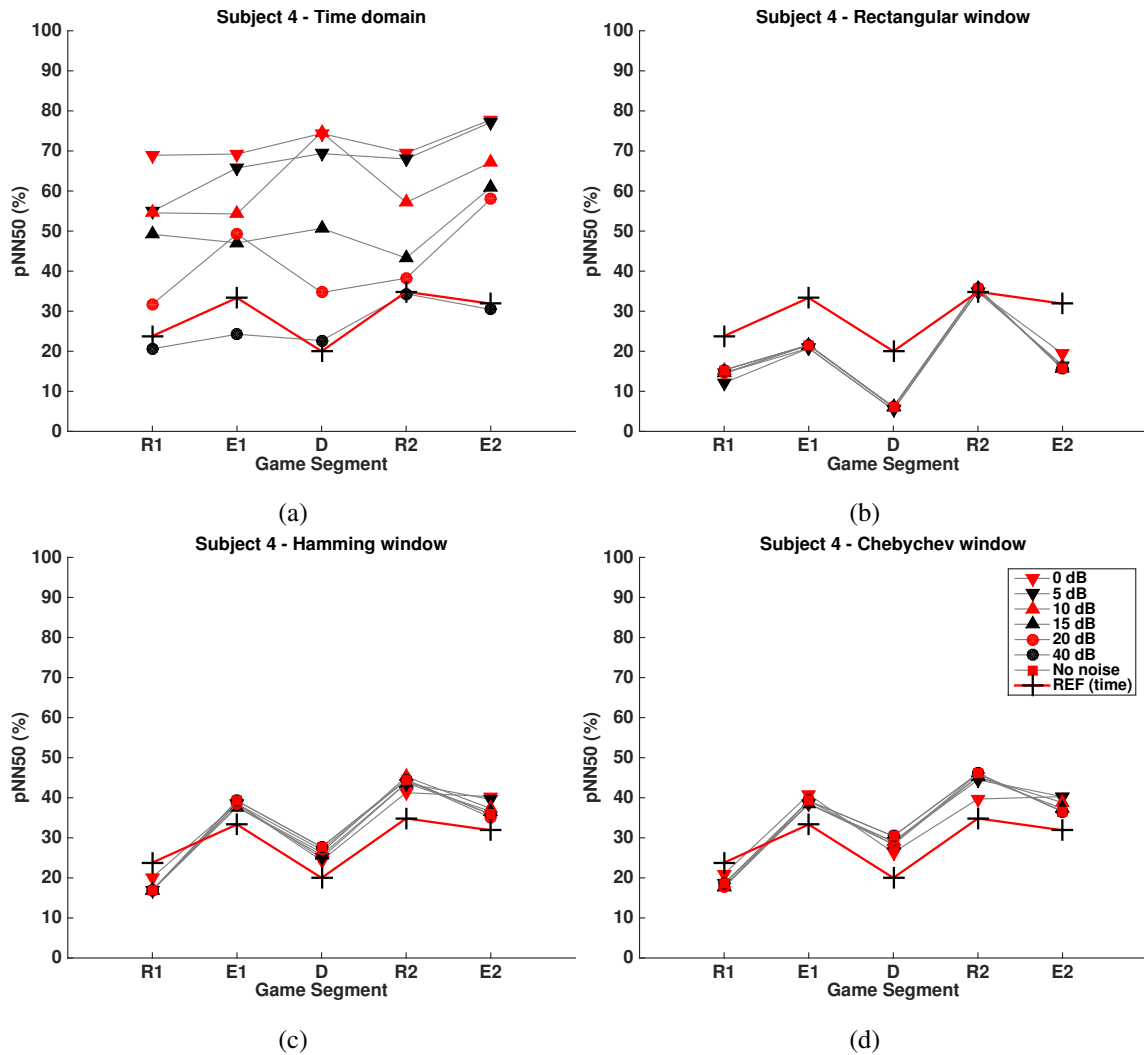 Subject 4 - Time domain
100
90
80
70
60
50
40
30
20
10
0
pNN50 (%)
R1 E1 D R2 E2
Game Segment
(a)
Subject 4 - Rectangular window
100
90
80
70
60
50
40
30
20
10
0
pNN50 (%)
R1 E1 D R2 E2
Game Segment
(b)
Subject 4 - Hamming window
100
90
80
70
60
50
40
30
20
10
0
pNN50 (%)
R1 E1 D R2 E2
Game Segment
(c)
Subject 4 - Chebychev window
100
90
80
70
60
50
40
30
20
10
0
pNN50 (%)
0 dB
5 dB
10 dB
15 dB
20 dB
40 dB
No noise
REF (time)
R1 E1 D R2 E2
Game Segment
(d)